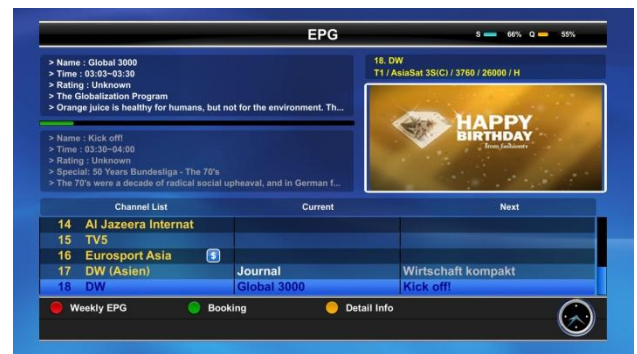 EPG
S 66% Q 55%
> Name : Global 3000
> Time : 03:03~03:30
> Rating : Unknown
> The Globalization Program
> Orange juice is healthy for humans, but not for the environment. Th...
> Name : Kick off!
> Time : 03:30~04:00
> Rating : Unknown
> Special: 50 Years Bundesliga - The 70's
> The 70's were a decade of radical social upheaval, and in German f...
18. DW
T1 / AsiaSat 3S(C) / 3760 / 26000 / H
HAPPY
BIRTHDAY
from fashiontv
Channel List Current Next
14 Al Jazeera Internat
15 TV5
16 Eurosport Asia $
17 DW (Asien) Journal Wirtschaft kompakt
18 DW Global 3000 Kick off!
Weekly EPG Booking Detail Info